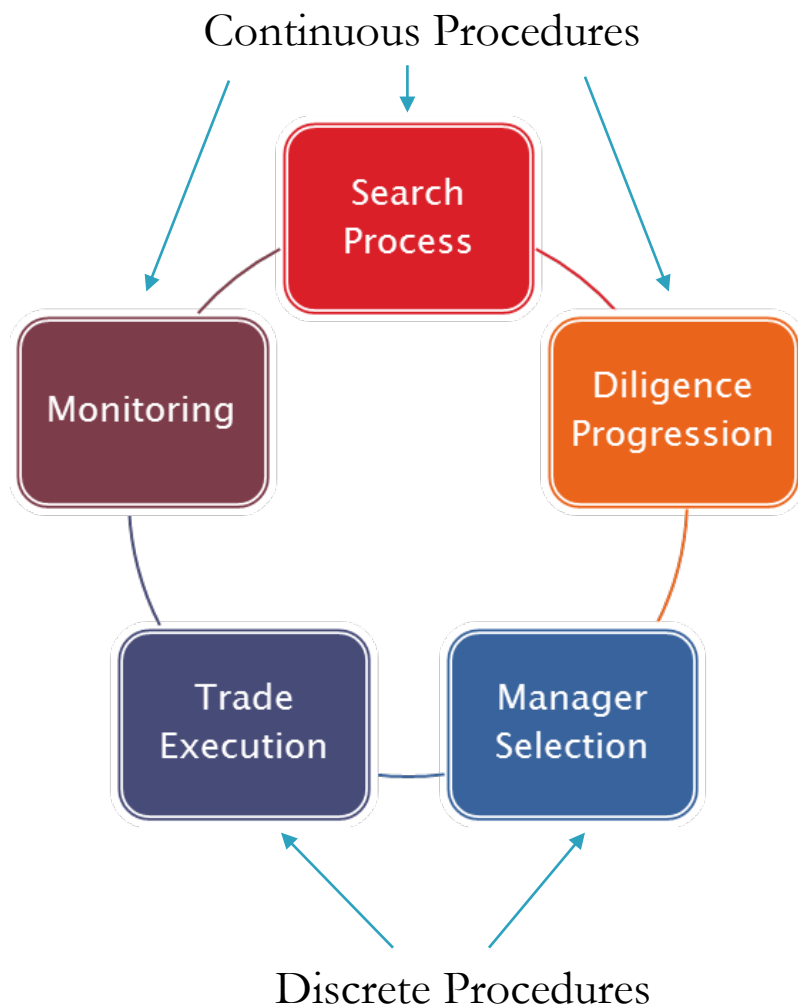 Continuous Procedures
Search
Process
Monitoring
Diligence
Progression
Trade
Execution
Manager
Selection
Discrete Procedures